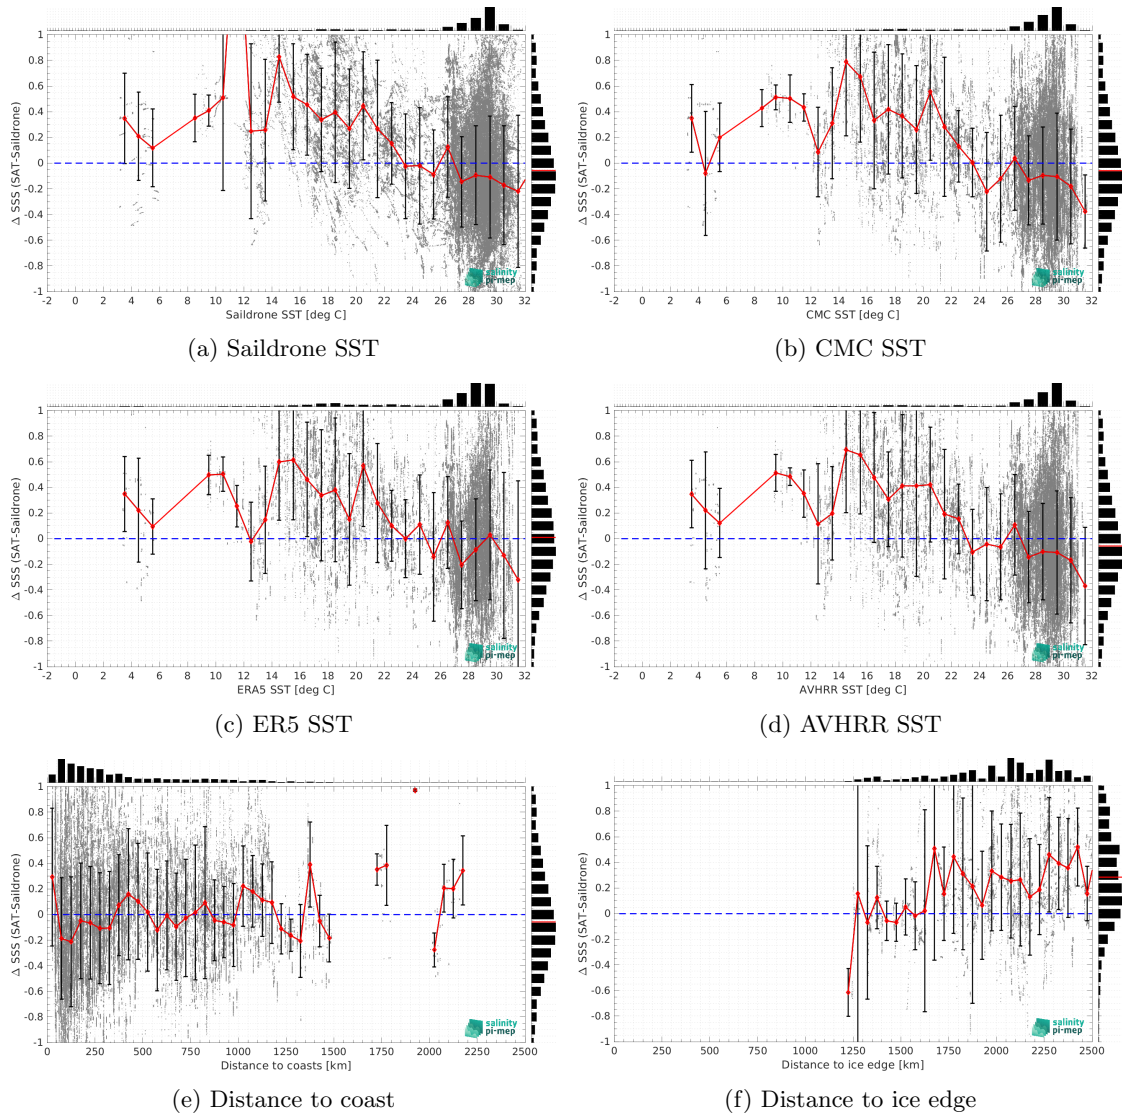 1
0.8
0.6
0.4
0.2
0
-0.2
-0.4
-0.6
-0.8
-1
Δ SSS (SAT-Saildrone)
salinity
pi-mep
-2 0 2 4 6 8 10 12 14 16 18 20 22 24 26 28 30 32
Saildrone SST [deg C]
(a) Saildrone SST
1
0.8
0.6
0.4
0.2
0
-0.2
-0.4
-0.6
-0.8
-1
Δ SSS (SAT-Saildrone)
salinity
pi-mep
-2 0 2 4 6 8 10 12 14 16 18 20 22 24 26 28 30 32
CMC SST [deg C]
(b) CMC SST
1
0.8
0.6
0.4
0.2
0
-0.2
-0.4
-0.6
-0.8
-1
Δ SSS (SAT-Saildrone)
salinity
pi-mep
-2 0 2 4 6 8 10 12 14 16 18 20 22 24 26 28 30 32
ERA5 SST [deg C]
(c) ER5 SST
1
0.8
0.6
0.4
0.2
0
-0.2
-0.4
-0.6
-0.8
-1
Δ SSS (SAT-Saildrone)
salinity
pi-mep
-2 0 2 4 6 8 10 12 14 16 18 20 22 24 26 28 30 32
AVHRR SST [deg C]
(d) AVHRR SST
1
0.8
0.6
0.4
0.2
0
-0.2
-0.4
-0.6
-0.8
-1
Δ SSS (SAT-Saildrone)
salinity
pi-mep
0 250 500 750 1000 1250 1500 1750 2000 2250 2500
Distance to coasts [km]
(e) Distance to coast
1
0.8
0.6
0.4
0.2
0
-0.2
-0.4
-0.6
-0.8
-1
Δ SSS (SAT-Saildrone)
salinity
pi-mep
0 250 500 750 1000 1250 1500 1750 2000 2250 2500
Distance to ice edge [km]
(f) Distance to ice edge